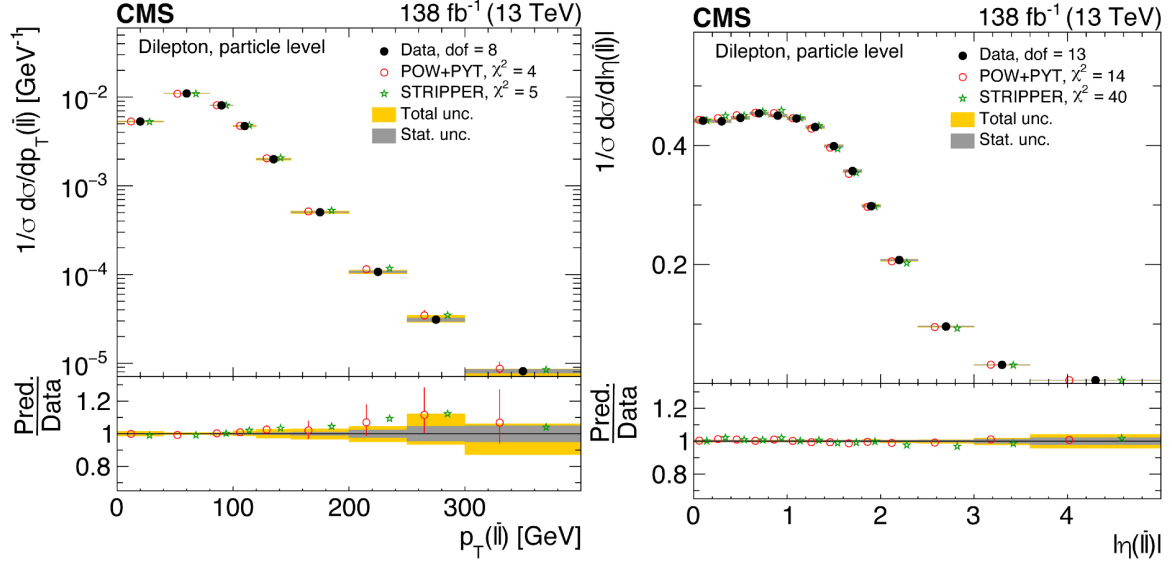 CMS 138 fb⁻¹ (13 TeV)
Dilepton, particle level
Data, dof = 8
POW+PYT, χ² = 4
STRIPPER, χ² = 5
Total unc.
Stat. unc.
1/σ dσ/dp_T(ll̄) [GeV⁻¹]
10⁻²
10⁻³
10⁻⁴
10⁻⁵
Pred.
Data
1.2
1
0.8
0 100 200 300
p_T(ll̄) [GeV]
CMS 138 fb⁻¹ (13 TeV)
Dilepton, particle level
Data, dof = 13
POW+PYT, χ² = 14
STRIPPER, χ² = 40
Total unc.
Stat. unc.
1/σ dσ/d|η(ll̄)|
0.4
0.2
Pred.
Data
1.2
1
0.8
0 1 2 3 4
|η(ll̄)|